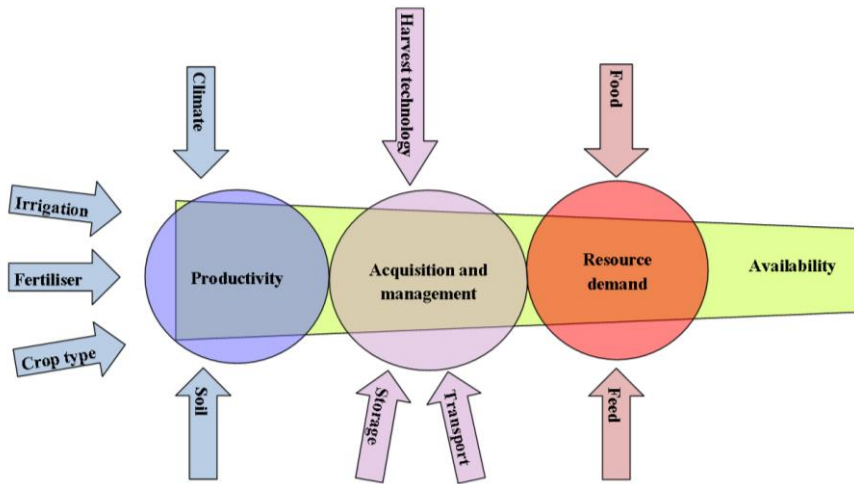 Climate
Harvest technology
Food
Irrigation
Fertiliser
Crop type
Productivity
Acquisition and
management
Resource
demand
Availability
Soil
Storage
Transport
Feed